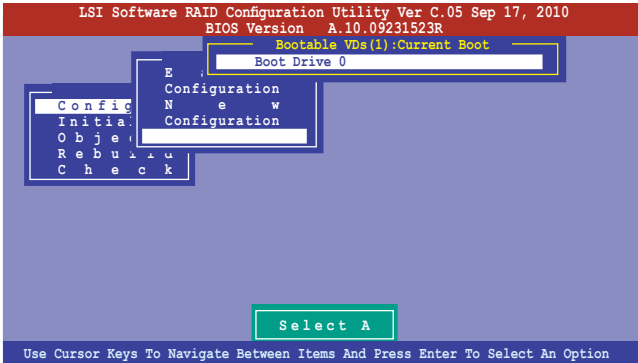 LSI Software RAID Configuration Utility Ver C.05 Sep 17, 2010
BIOS Version A.10.09231523R
Bootable VDs(1):Current Boot
Boot Drive 0
E a
Configuration
N e w
Configuration
Config
Initia
Obje
Rebuild
Check
Select A
Use Cursor Keys To Navigate Between Items And Press Enter To Select An Option